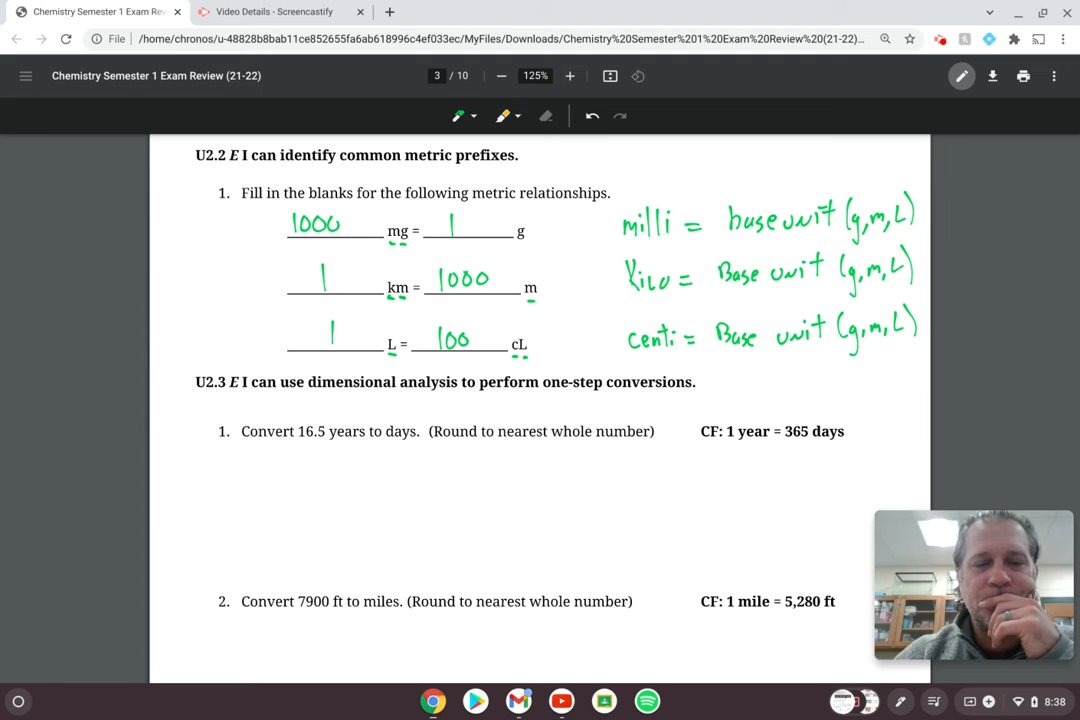 Chemistry Semester 1 Exam Rev
Video Details - Screencastify
File /home/chronos/u-48828b8bab11ce852655fa6ab618996c4ef033ec/MyFiles/Downloads/Chemistry%20Semester%201%20Exam%20Review%20(21-22)...
Chemistry Semester 1 Exam Review (21-22)
3 / 10
125%
U2.2 E I can identify common metric prefixes.
1. Fill in the blanks for the following metric relationships.
1000 mg = 1 g
milli = base unit (g,m,L)
1 km = 1000 m
Kilo = Base unit (g,m,L)
1 L = 100 cL
centi = Base unit (g,m,L)
U2.3 E I can use dimensional analysis to perform one-step conversions.
1. Convert 16.5 years to days. (Round to nearest whole number) CF: 1 year = 365 days
2. Convert 7900 ft to miles. (Round to nearest whole number) CF: 1 mile = 5,280 ft
8:38